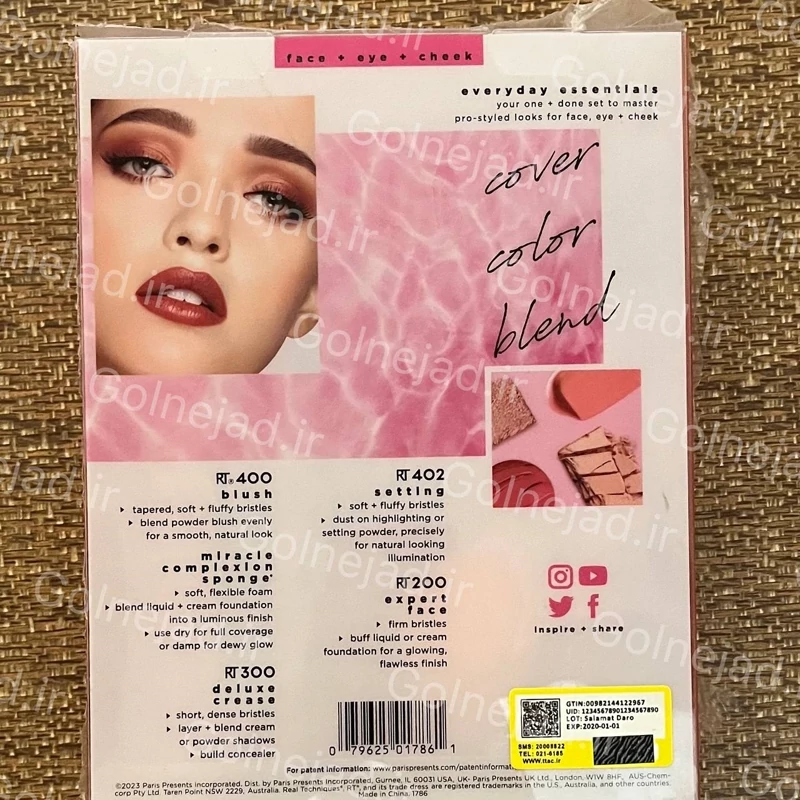 face + eye + cheek
everyday essentials
your one + done set to master
pro-styled looks for face, eye + cheek
cover
color
blend
RT® 400
blush
▸ tapered, soft + fluffy bristles
▸ blend powder blush evenly
for a smooth, natural look
miracle
complexion
sponge®
▸ soft, flexible foam
▸ blend liquid + cream foundation
into a luminous finish
▸ use dry for full coverage
or damp for dewy glow
RT 300
deluxe
crease
▸ short, dense bristles
▸ layer + blend cream
or powder shadows
▸ build concealer
RT 402
setting
▸ soft + fluffy bristles
▸ dust on highlighting or
setting powder, precisely
for natural looking
illumination
RT 200
expert
face
▸ firm bristles
▸ buff liquid or cream
foundation for a glowing,
flawless finish
inspire + share
0 79625 01786 1
GTIN:00982144122967
UID: 12345678901234567890
LOT: Salamat Daro
EXP:2020-01-01
SMS: 20008822
TEL: 021-6185
www.ttac.ir
For patent information: www.parispresents.com/patentinformation
©2023 Paris Presents Incorporated. Dist. by Paris Presents Incorporated, Gurnee, IL 60031 USA, UK- Paris Presents UK Ltd., London, W1W 8HF, AUS-Chem-
corp Pty Ltd. Taren Point NSW 2229, Australia. Real Techniques®, RT®, and its trade dress are registered trademarks in the U.S., Australia, and other countries.
Made in China. 1786
Golnejad.ir